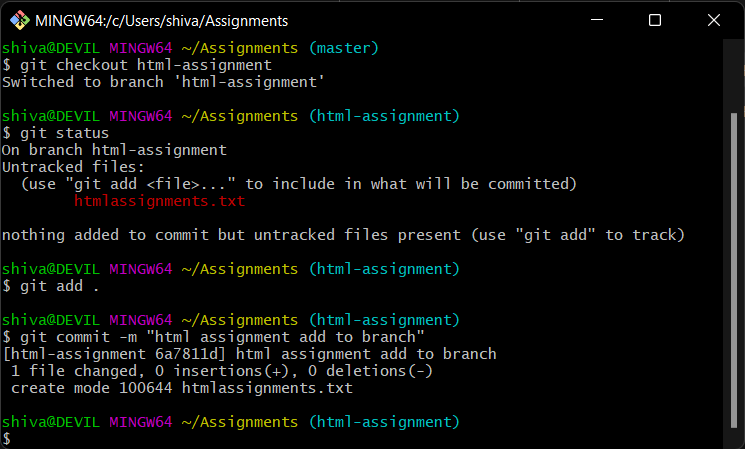 MINGW64:/c/Users/shiva/Assignments
shiva@DEVIL MINGW64 ~/Assignments (master)
$ git checkout html-assignment
Switched to branch 'html-assignment'
shiva@DEVIL MINGW64 ~/Assignments (html-assignment)
$ git status
On branch html-assignment
Untracked files:
  (use "git add <file>..." to include in what will be committed)
        htmlassignments.txt
nothing added to commit but untracked files present (use "git add" to track)
shiva@DEVIL MINGW64 ~/Assignments (html-assignment)
$ git add .
shiva@DEVIL MINGW64 ~/Assignments (html-assignment)
$ git commit -m "html assignment add to branch"
[html-assignment 6a7811d] html assignment add to branch
 1 file changed, 0 insertions(+), 0 deletions(-)
 create mode 100644 htmlassignments.txt
shiva@DEVIL MINGW64 ~/Assignments (html-assignment)
$